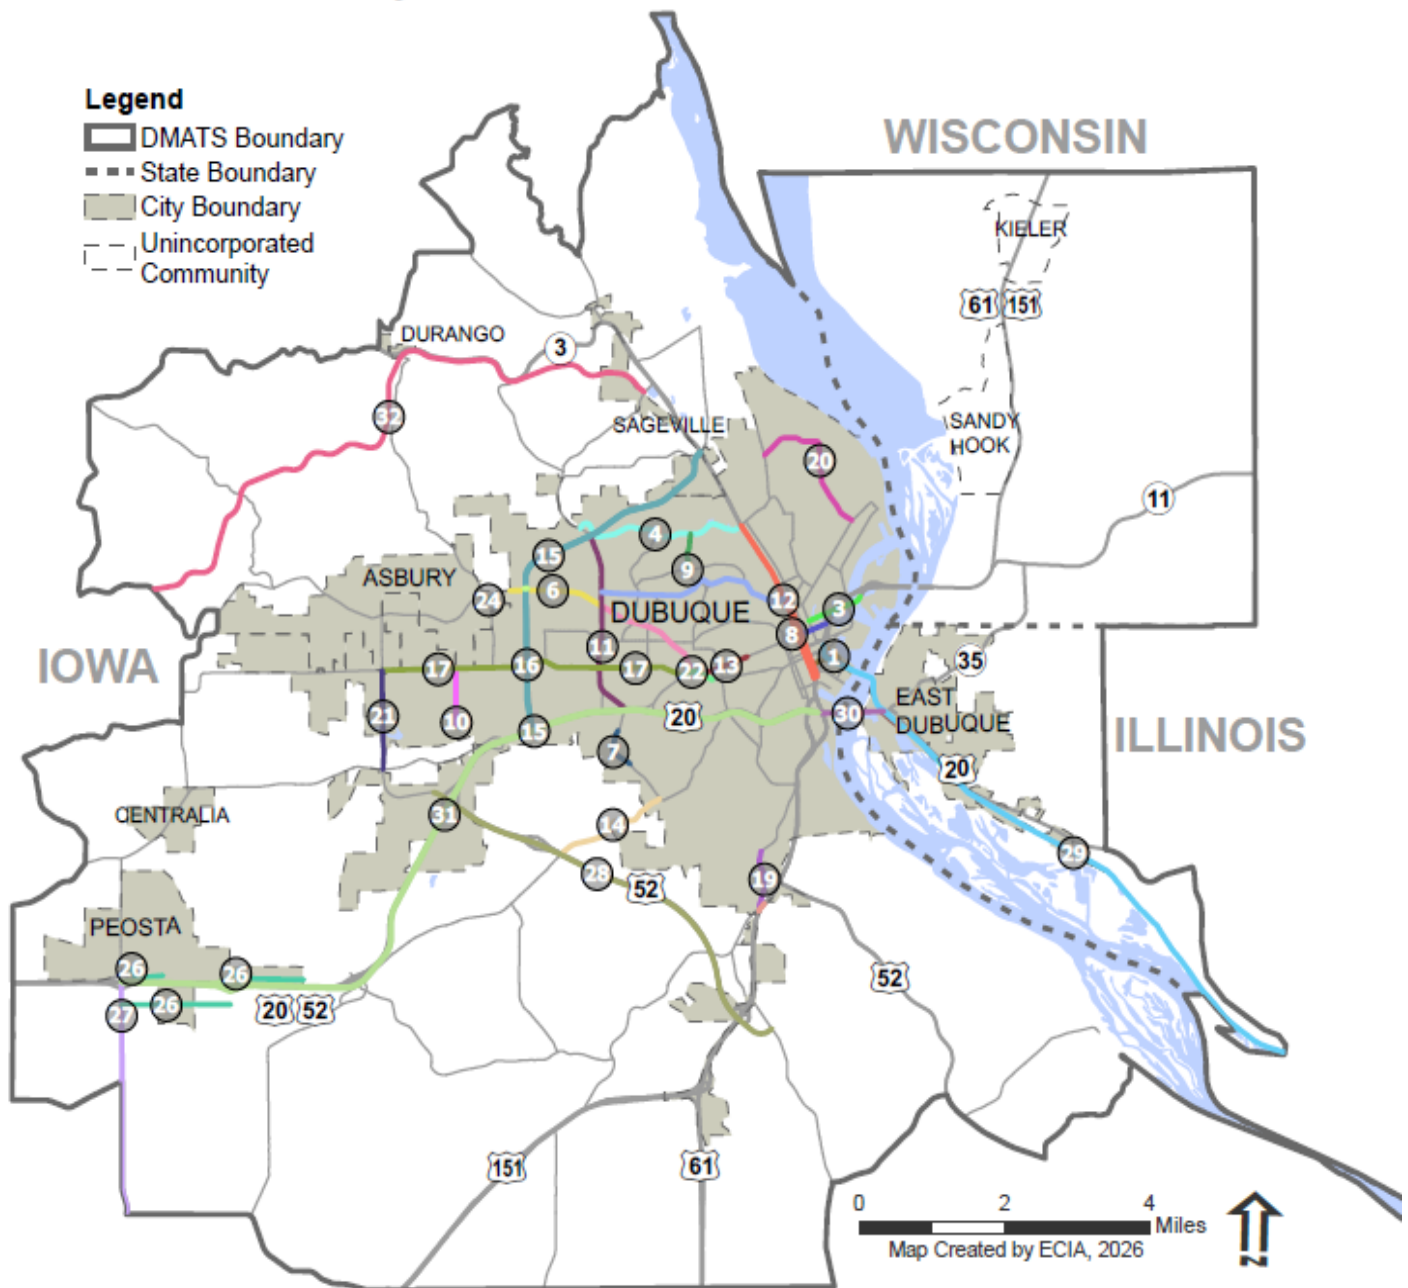 Legend
DMATS Boundary
State Boundary
City Boundary
Unincorporated
Community
WISCONSIN
KIELER
61 151
DURANGO
3
32
SAGEVILLE
SANDY
HOOK
20
11
4
15
9
ASBURY
6
24
DUBUQUE
12
3
8
IOWA
17
16
11
17
22
13
1
35
21
10
15
20
30
EAST
DUBUQUE
ILLINOIS
7
20
CENTRALIA
31
14
29
28
52
19
PEOSTA
26
26
52
27
26
20 52
151
61
0 2 4
Miles
Map Created by ECIA, 2026
N